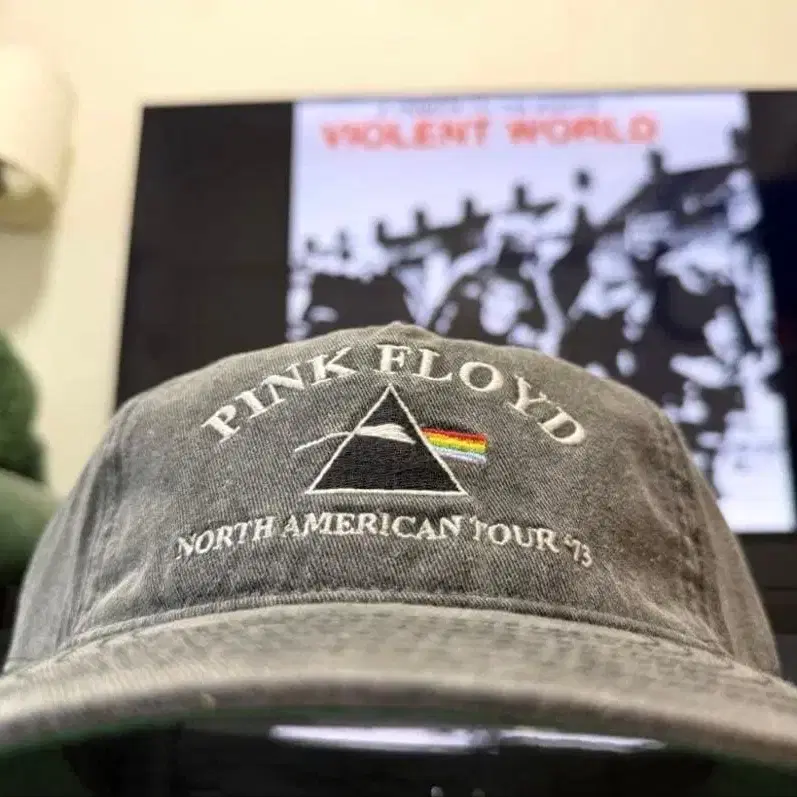 VIOLENT WORLD
PINK FLOYD
NORTH AMERICAN TOUR '73